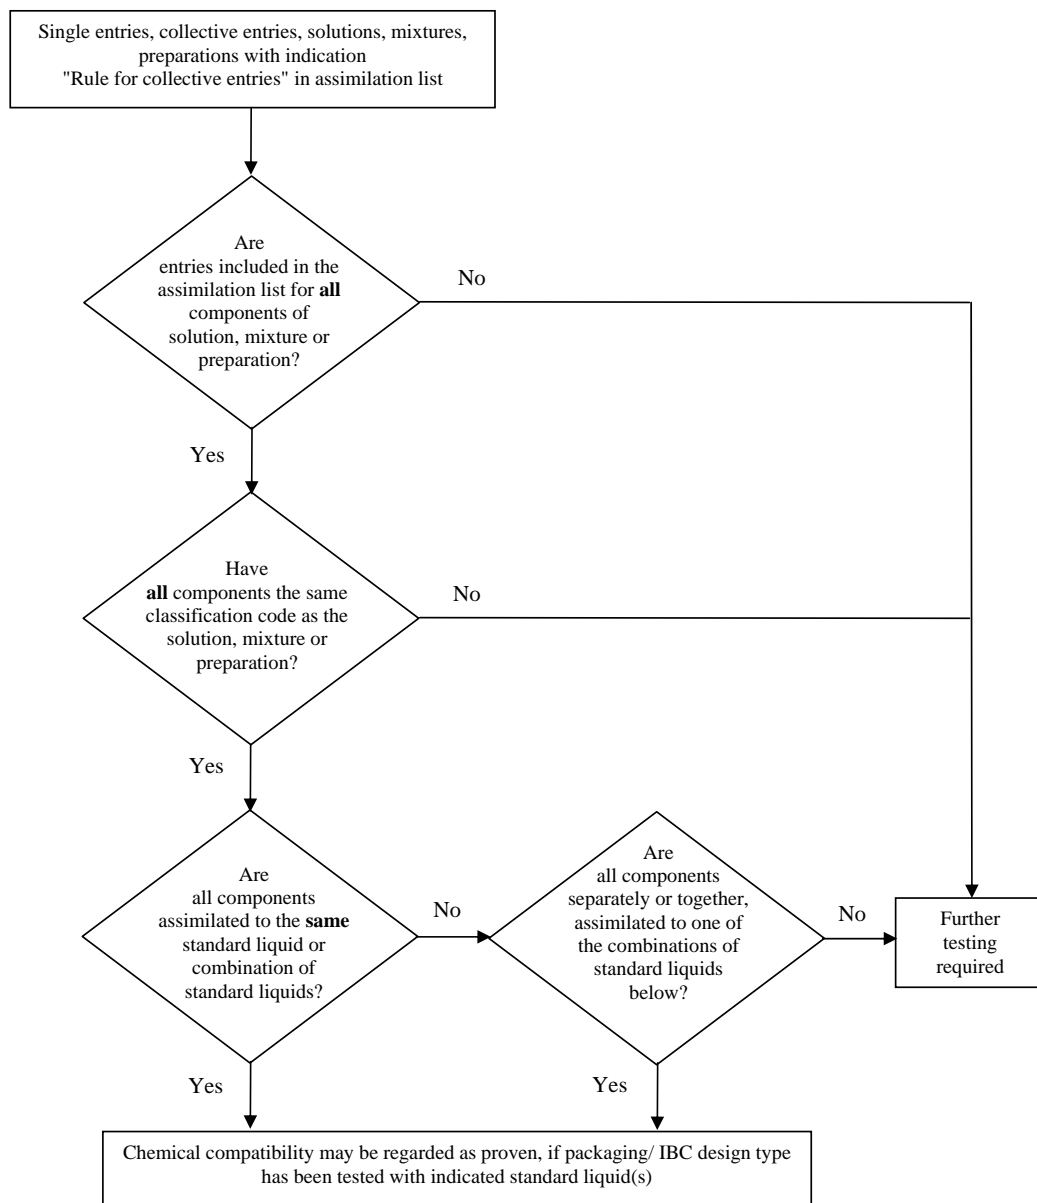 Single entries, collective entries, solutions, mixtures,
preparations with indication
"Rule for collective entries" in assimilation list
Are
entries included in the
assimilation list for all
components of
solution, mixture or
preparation?
No
Yes
Have
all components the same
classification code as the
solution, mixture or
preparation?
No
Yes
Are
all components
assimilated to the same
standard liquid or
combination of
standard liquids?
No
Are
all components
separately or together,
assimilated to one of
the combinations of
standard liquids
below?
No
Further
testing
required
Yes
Yes
Chemical compatibility may be regarded as proven, if packaging/ IBC design type
has been tested with indicated standard liquid(s)